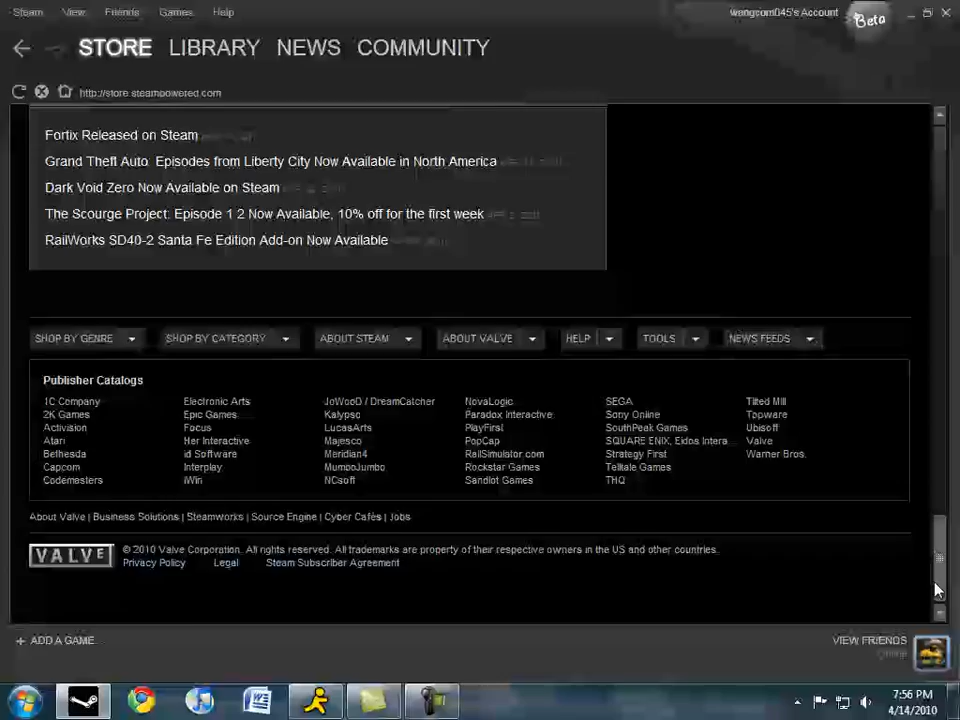 Steam View Friends Games Help wengcom045's Account Beta
STORE LIBRARY NEWS COMMUNITY
http://store.steampowered.com
Fortix Released on Steam
Grand Theft Auto: Episodes from Liberty City Now Available in North America
Dark Void Zero Now Available on Steam
The Scourge Project: Episode 1 2 Now Available, 10% off for the first week
RailWorks SD40-2 Santa Fe Edition Add-on Now Available
SHOP BY GENRE SHOP BY CATEGORY ABOUT STEAM ABOUT VALVE HELP TOOLS NEWS FEEDS
Publisher Catalogs
1C Company Electronic Arts JoWooD / DreamCatcher NovaLogic SEGA Tilted Mill
2K Games Epic Games Kalypso Paradox Interactive Sony Online Topware
Activision Focus LucasArts PlayFirst SouthPeak Games Ubisoft
Atari Her Interactive Majesco PopCap SQUARE ENIX, Eidos Intera... Valve
Bethesda id Software Meridian4 RailSimulator.com Strategy First Warner Bros.
Capcom Interplay MumboJumbo Rockstar Games Telltale Games
Codemasters iWin NCsoft Sandlot Games THQ
About Valve | Business Solutions | Steamworks | Source Engine | Cyber Cafés | Jobs
VALVE © 2010 Valve Corporation. All rights reserved. All trademarks are property of their respective owners in the US and other countries.
Privacy Policy Legal Steam Subscriber Agreement
+ ADD A GAME VIEW FRIENDS
Online
7:56 PM
4/14/2010